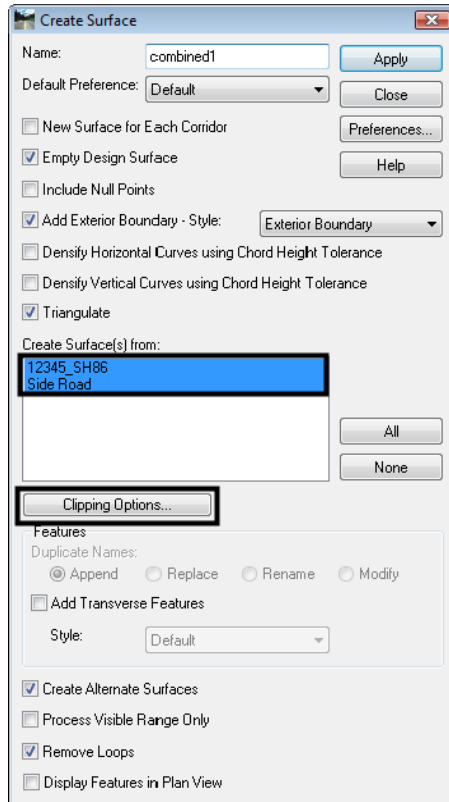 Create Surface
Name: combined1 Apply
Default Preference: Default Close
New Surface for Each Corridor Preferences...
Empty Design Surface Help
Include Null Points
Add Exterior Boundary - Style: Exterior Boundary
Densify Horizontal Curves using Chord Height Tolerance
Densify Vertical Curves using Chord Height Tolerance
Triangulate
Create Surface(s) from:
12345_SH86
Side Road
All
None
Clipping Options...
Features
Duplicate Names:
Append Replace Rename Modify
Add Transverse Features
Style: Default
Create Alternate Surfaces
Process Visible Range Only
Remove Loops
Display Features in Plan View